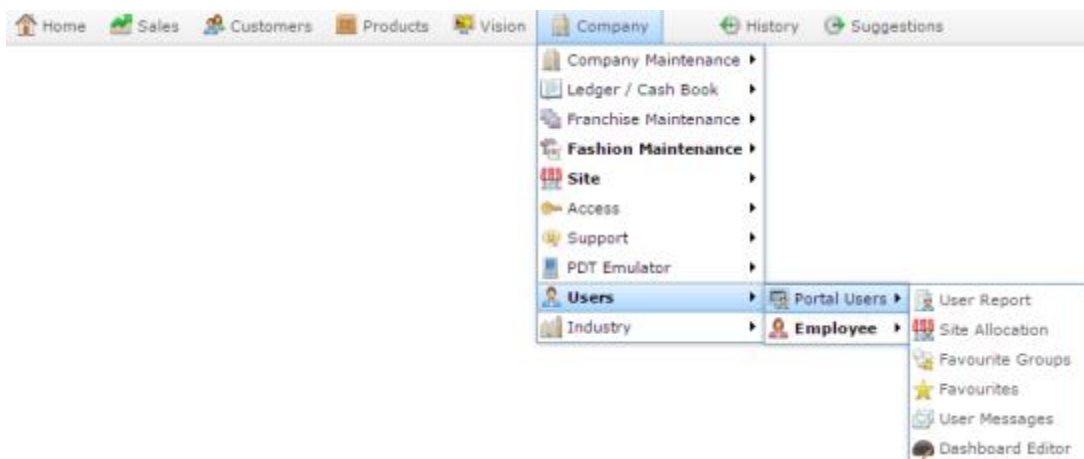 Home Sales Customers Products Vision Company History Suggestions
Company Maintenance
Ledger / Cash Book
Franchise Maintenance
Fashion Maintenance
Site
Access
Support
PDT Emulator
Users Portal Users User Report
Industry Employee Site Allocation
Favourite Groups
Favourites
User Messages
Dashboard Editor